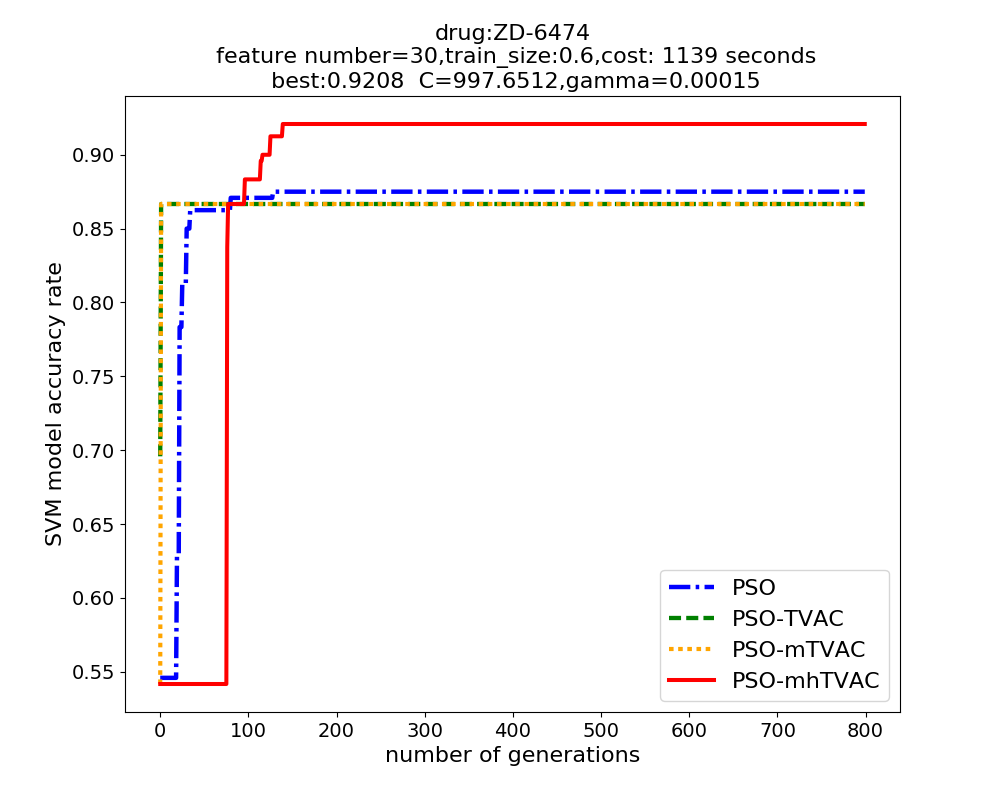 drug:ZD-6474
feature number=30,train_size:0.6,cost: 1139 seconds
best:0.9208  C=997.6512,gamma=0.00015
SVM model accuracy rate
0.90
0.85
0.80
0.75
0.70
0.65
0.60
0.55
PSO
PSO-TVAC
PSO-mTVAC
PSO-mhTVAC
0 100 200 300 400 500 600 700 800
number of generations